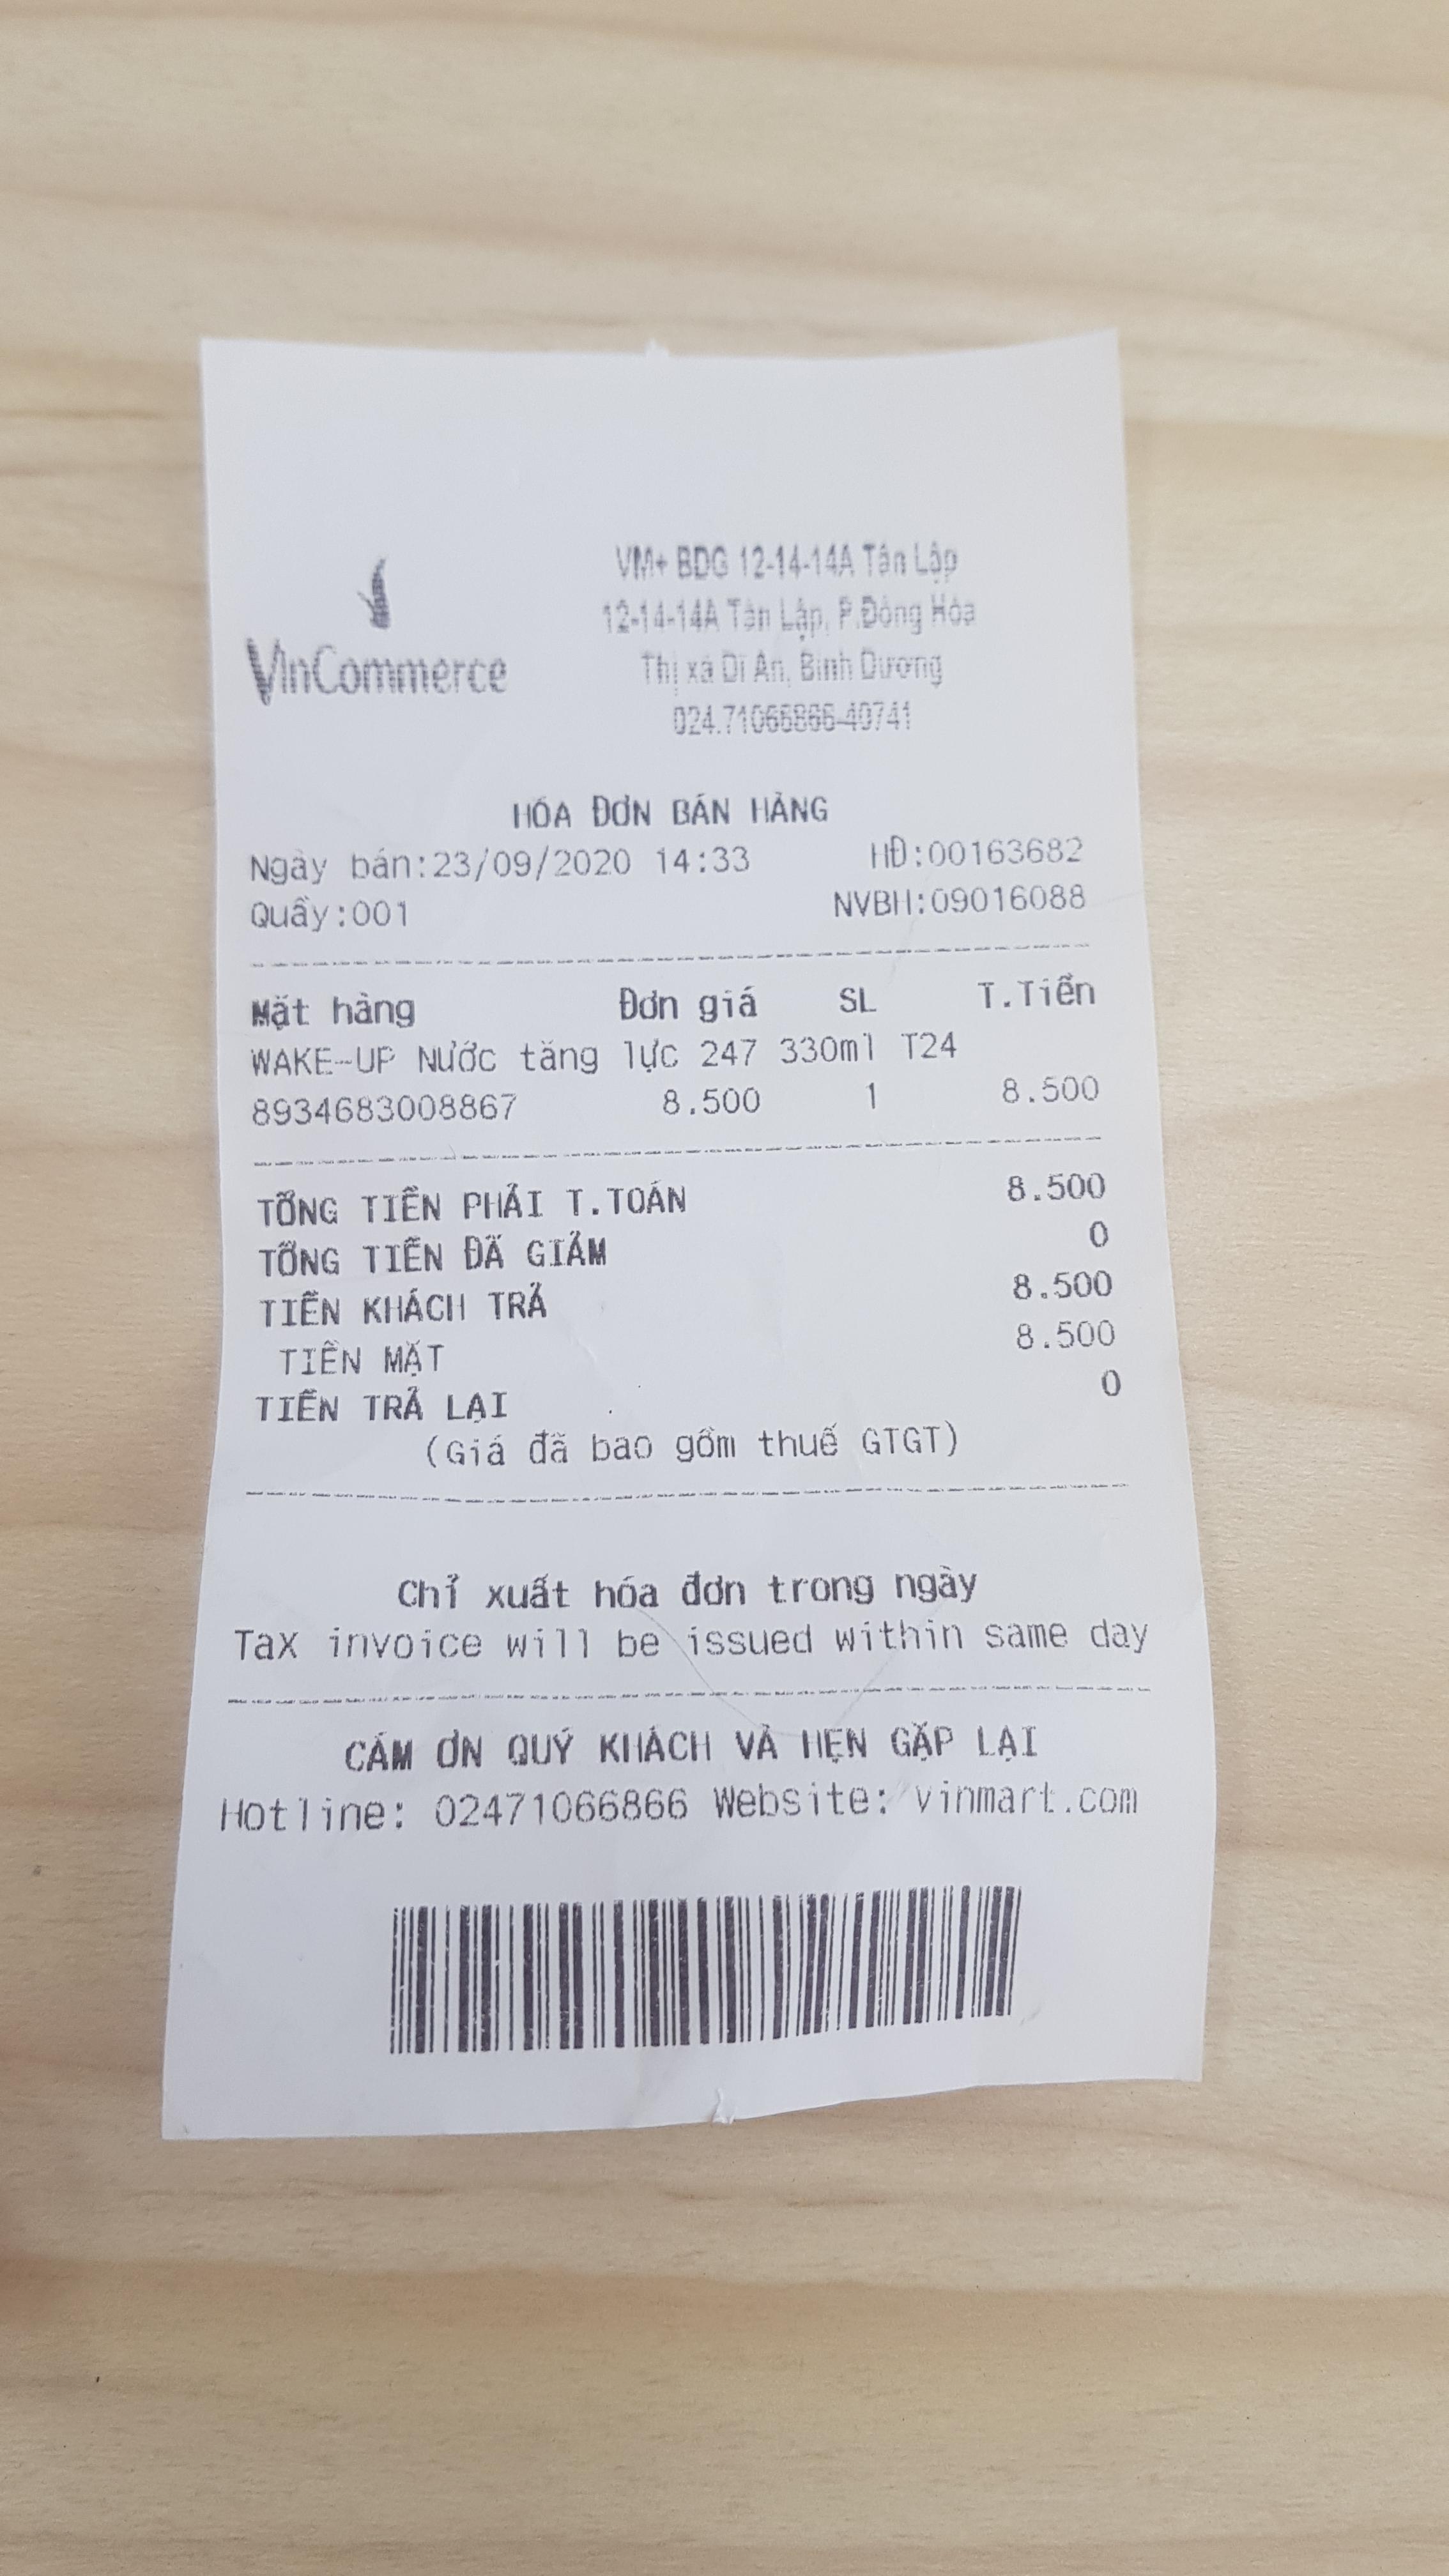 VinCommerce
VM+ BDG 12-14-14A Tân Lập
12-14-14A Tân Lập, P.Đông Hòa
Thị xã Dĩ An, Bình Dương
024.71066866-40741
HÓA ĐƠN BÁN HÀNG
Ngày bán:23/09/2020 14:33 HĐ:00163682
Quầy:001 NVBH:09016088
Mặt hàng Đơn giá SL T.Tiền
WAKE-UP Nước tăng lực 247 330ml T24
8934683008867 8.500 1 8.500
TỔNG TIỀN PHẢI T.TOÁN 8.500
TỔNG TIỀN ĐÃ GIẢM 0
TIỀN KHÁCH TRẢ 8.500
TIỀN MẶT 8.500
TIỀN TRẢ LẠI 0
(Giá đã bao gồm thuế GTGT)
Chỉ xuất hóa đơn trong ngày
Tax invoice will be issued within same day
CẢM ƠN QUÝ KHÁCH VÀ HẸN GẶP LẠI
Hotline: 02471066866 Website: vinmart.com